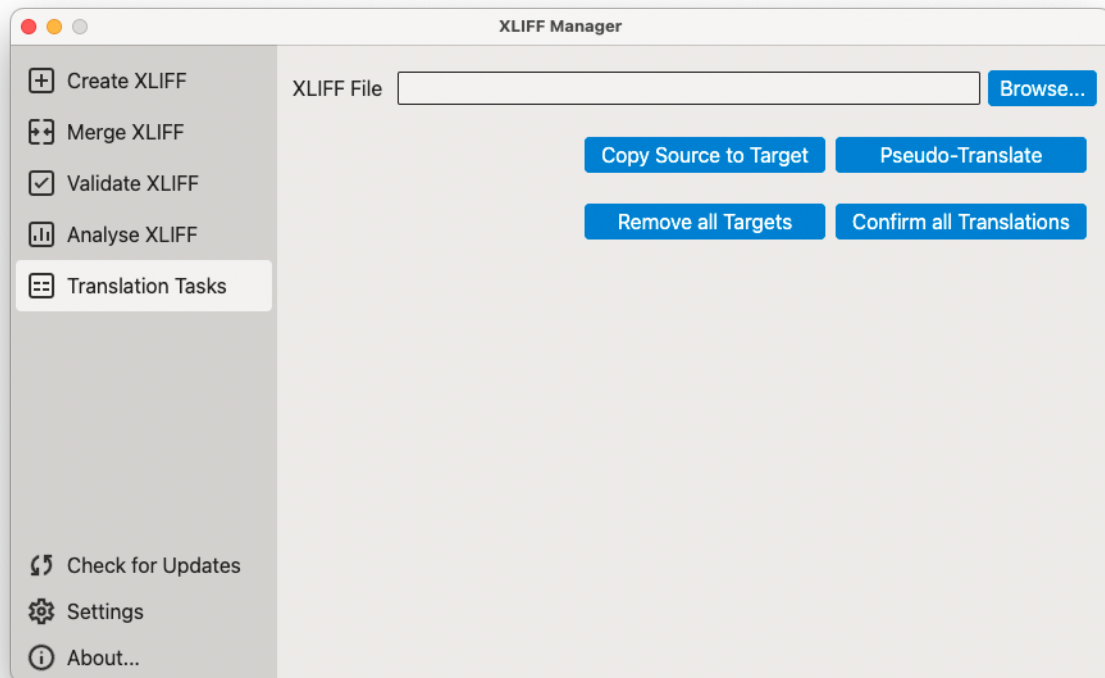 XLIFF Manager
Create XLIFF
Merge XLIFF
Validate XLIFF
Analyse XLIFF
Translation Tasks
Check for Updates
Settings
About...
XLIFF File
Browse...
Copy Source to Target
Pseudo-Translate
Remove all Targets
Confirm all Translations